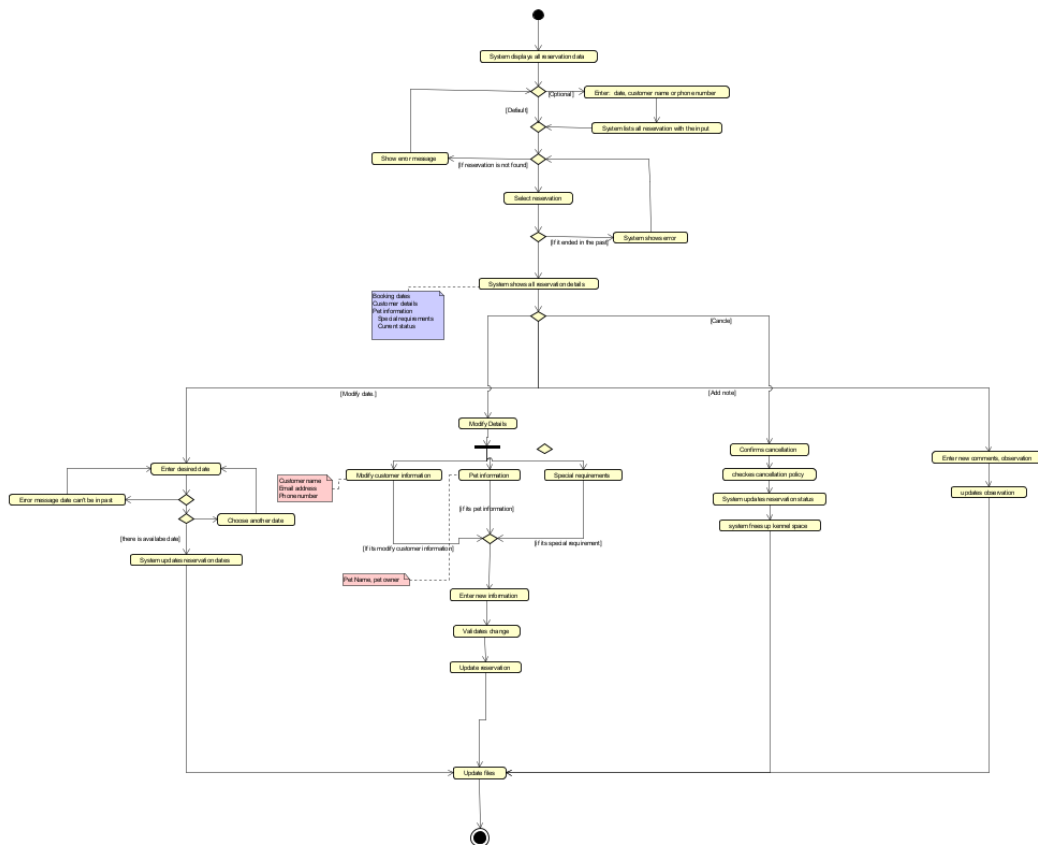 System displays all reservation data
[Optional]
Enter: date, customer name or phone number
[Default]
System lists all reservation with the input
Show error message
[If reservation is not found]
Select reservation
[If it ended in the past]
System shows error
System shows all reservation details
Booking dates
Customer details
Pet information
Special requirements
Current status
[Cancle]
[Modify date.]
[Add note]
Modify Details
Confirms cancellation
Enter new comments, observation
Enter desired date
Modify customer information
Pet information
Special requirements
checkes cancellation policy
Customer name
Email address
Phone number
updates observation
Error message date can't be in past
System updates reservation status
[if its pet information]
Choose another date
system frees up kernel space
[there is availabe date]
[If its modify customer information]
[if its special requirement]
System updates reservation dates
Pet Name, pet owner
Enter new information
Validates change
Update reservation
Update files